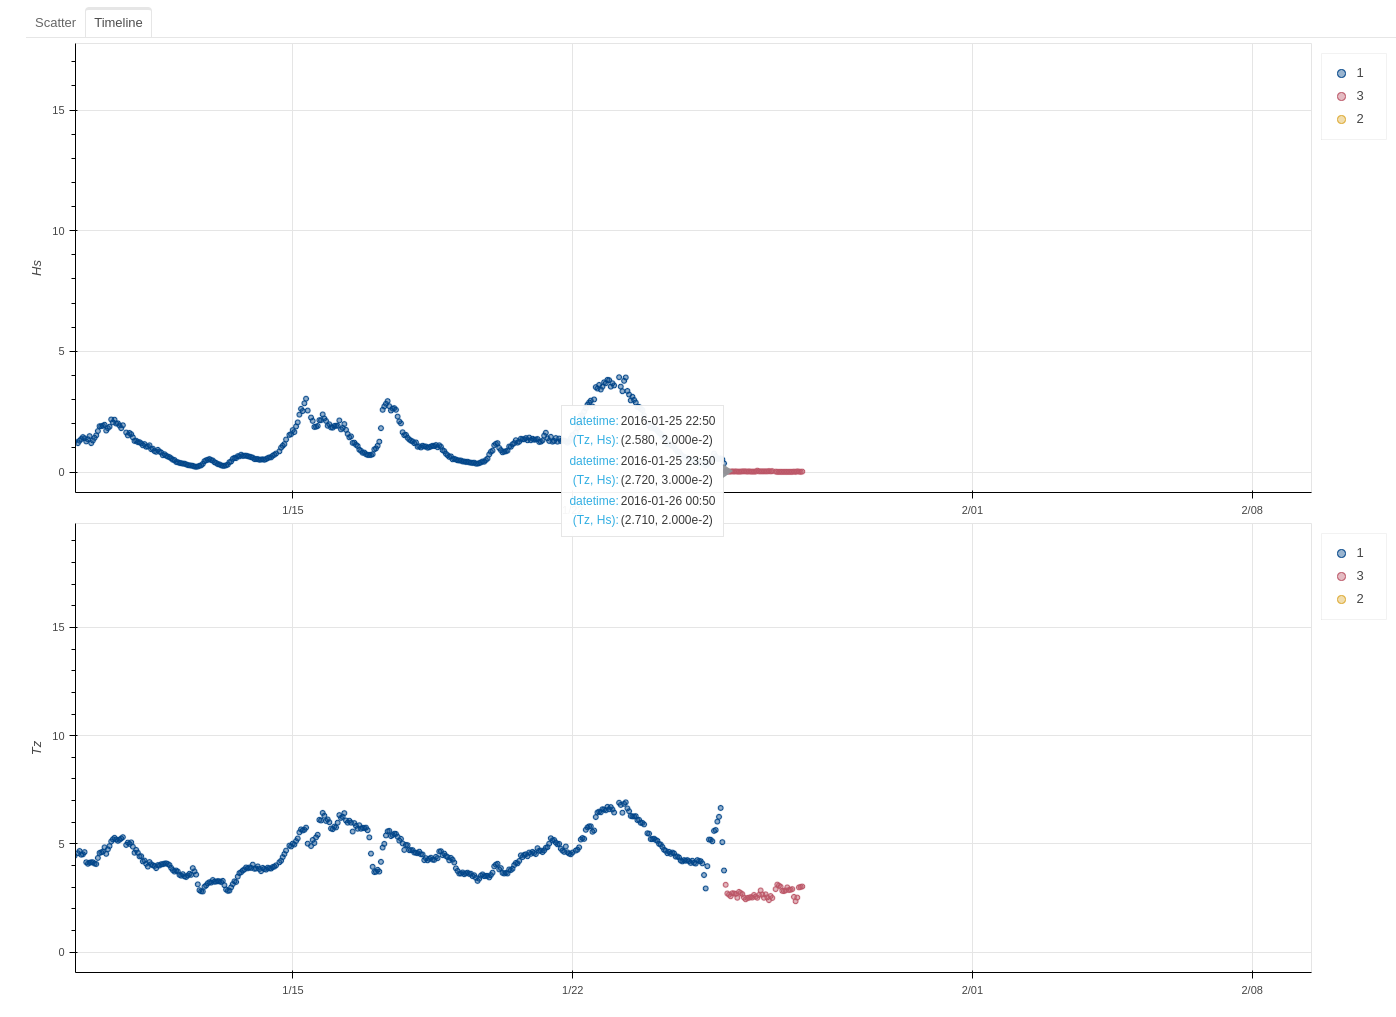 Scatter Timeline
15
10
5
0
Hs
1
3
2
datetime: 2016-01-25 22:50
(Tz, Hs): (2.580, 2.000e-2)
datetime: 2016-01-25 23:50
(Tz, Hs): (2.720, 3.000e-2)
datetime: 2016-01-26 00:50
(Tz, Hs): (2.710, 2.000e-2)
1/15 2/01 2/08
15
10
5
0
Tz
1
3
2
1/15 1/22 2/01 2/08